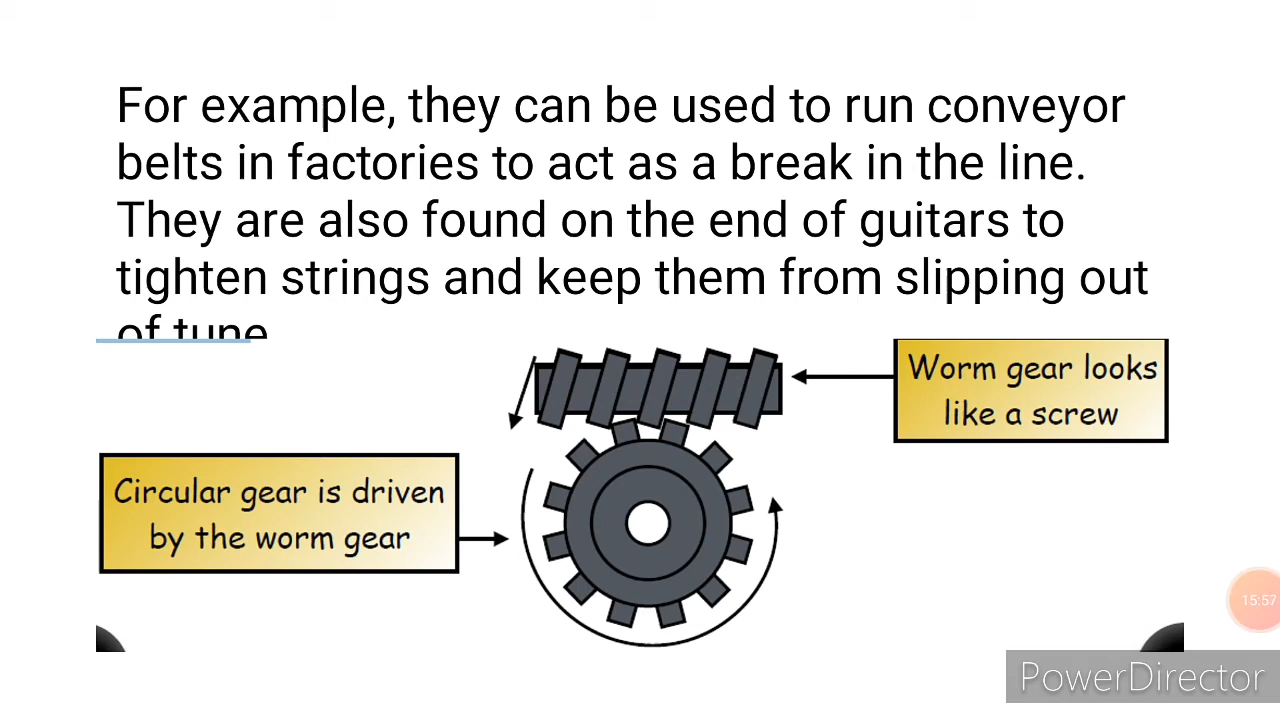 For example, they can be used to run conveyor
belts in factories to act as a break in the line.
They are also found on the end of guitars to
tighten strings and keep them from slipping out
of tune
Worm gear looks
like a screw
Circular gear is driven
by the worm gear
15:57
PowerDirector